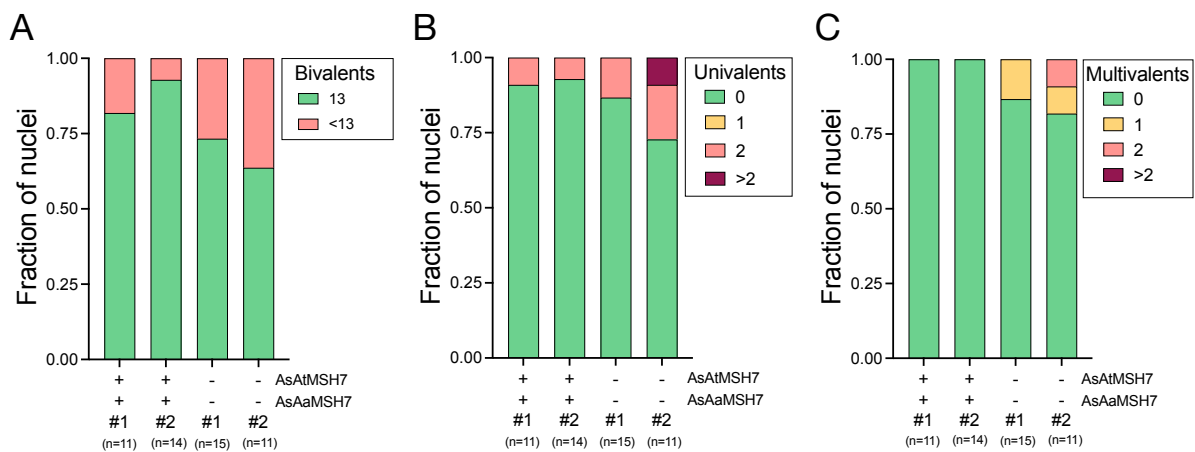 A
Fraction of nuclei
1.00
0.75
0.50
0.25
0.00
Bivalents
13
<13
+ + - - AsAtMSH7
+ + - - AsAaMSH7
#1 #2 #1 #2
(n=11) (n=14) (n=15) (n=11)
B
Fraction of nuclei
1.00
0.75
0.50
0.25
0.00
Univalents
0
1
2
>2
+ + - - AsAtMSH7
+ + - - AsAaMSH7
#1 #2 #1 #2
(n=11) (n=14) (n=15) (n=11)
C
Fraction of nuclei
1.00
0.75
0.50
0.25
0.00
Multivalents
0
1
2
>2
+ + - - AsAtMSH7
+ + - - AsAaMSH7
#1 #2 #1 #2
(n=11) (n=14) (n=15) (n=11)